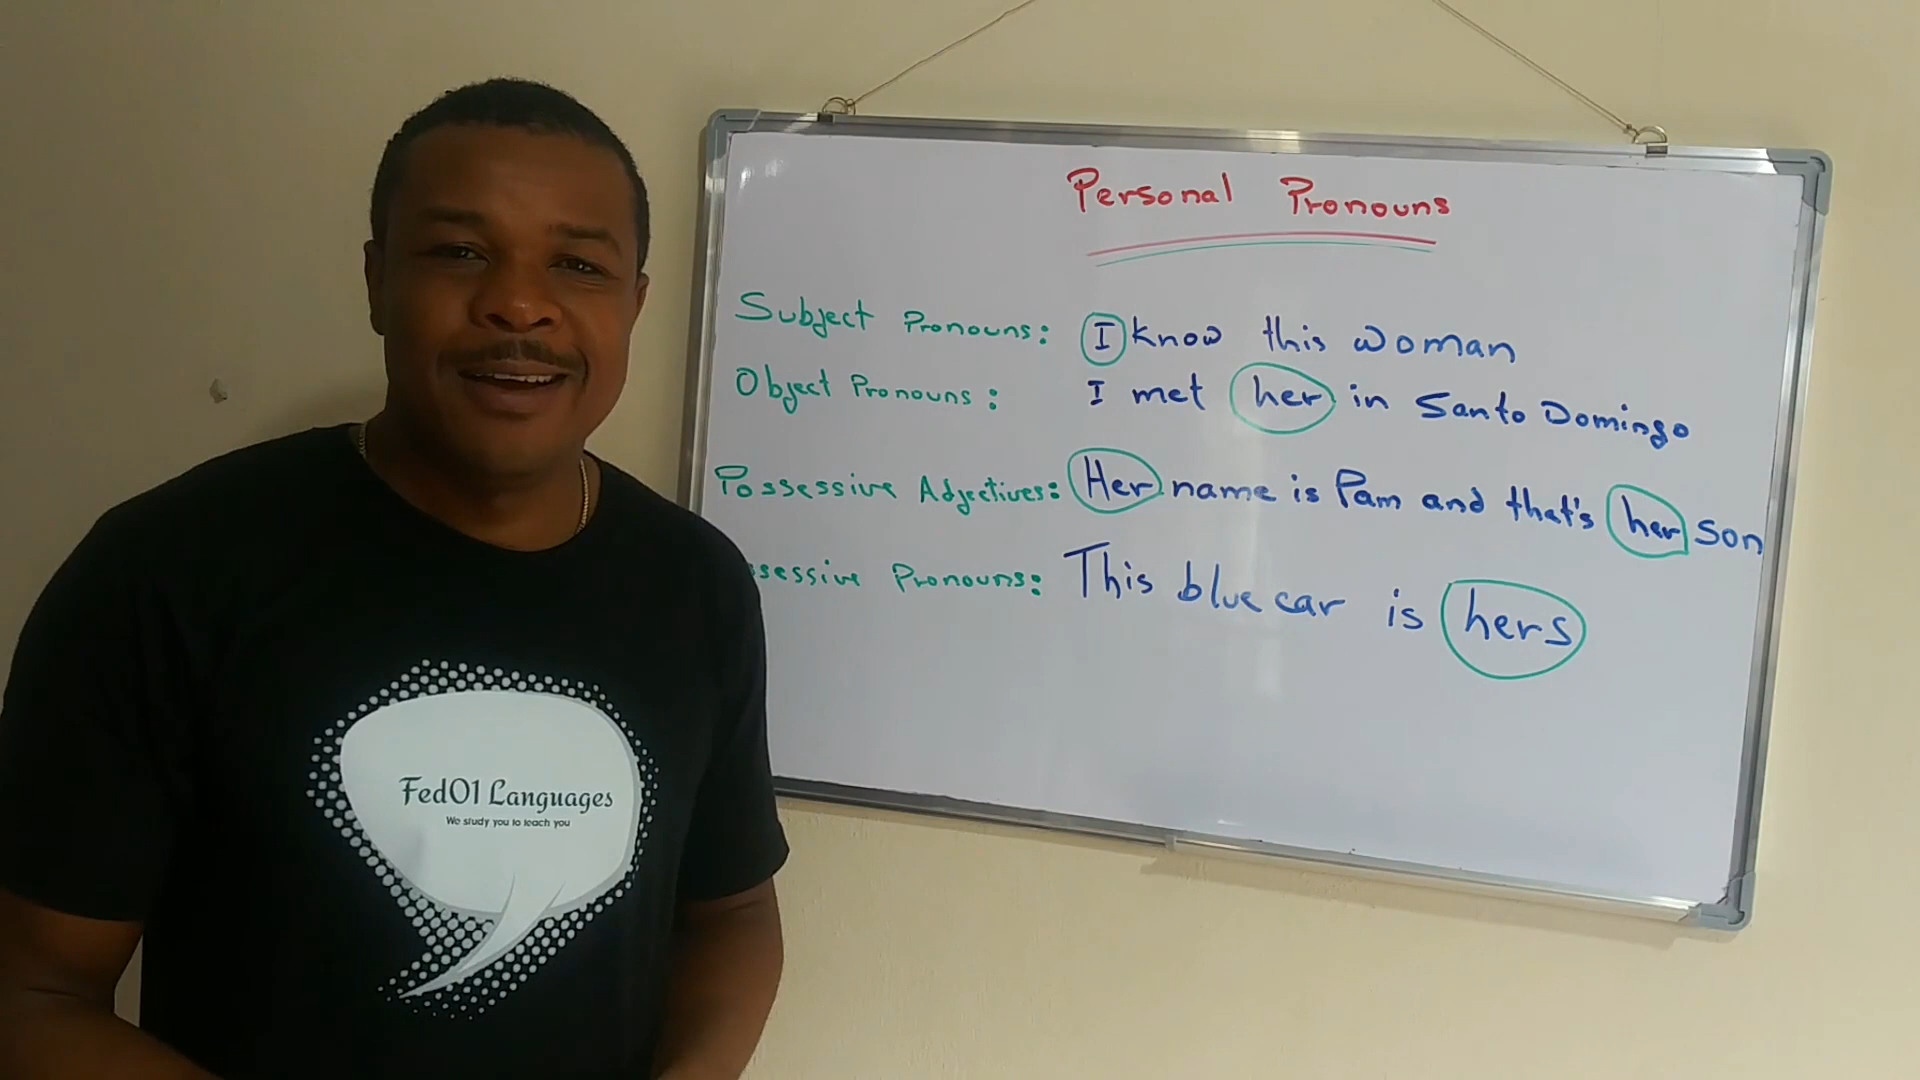 Personal Pronouns
Subject Pronouns: I know this woman
Object Pronouns: I met her in Santo Domingo
Possessive Adjectives: Her name is Pam and that's her son
ssessive Pronouns: This blue car is hers
Fed01 Languages
We study you to teach you